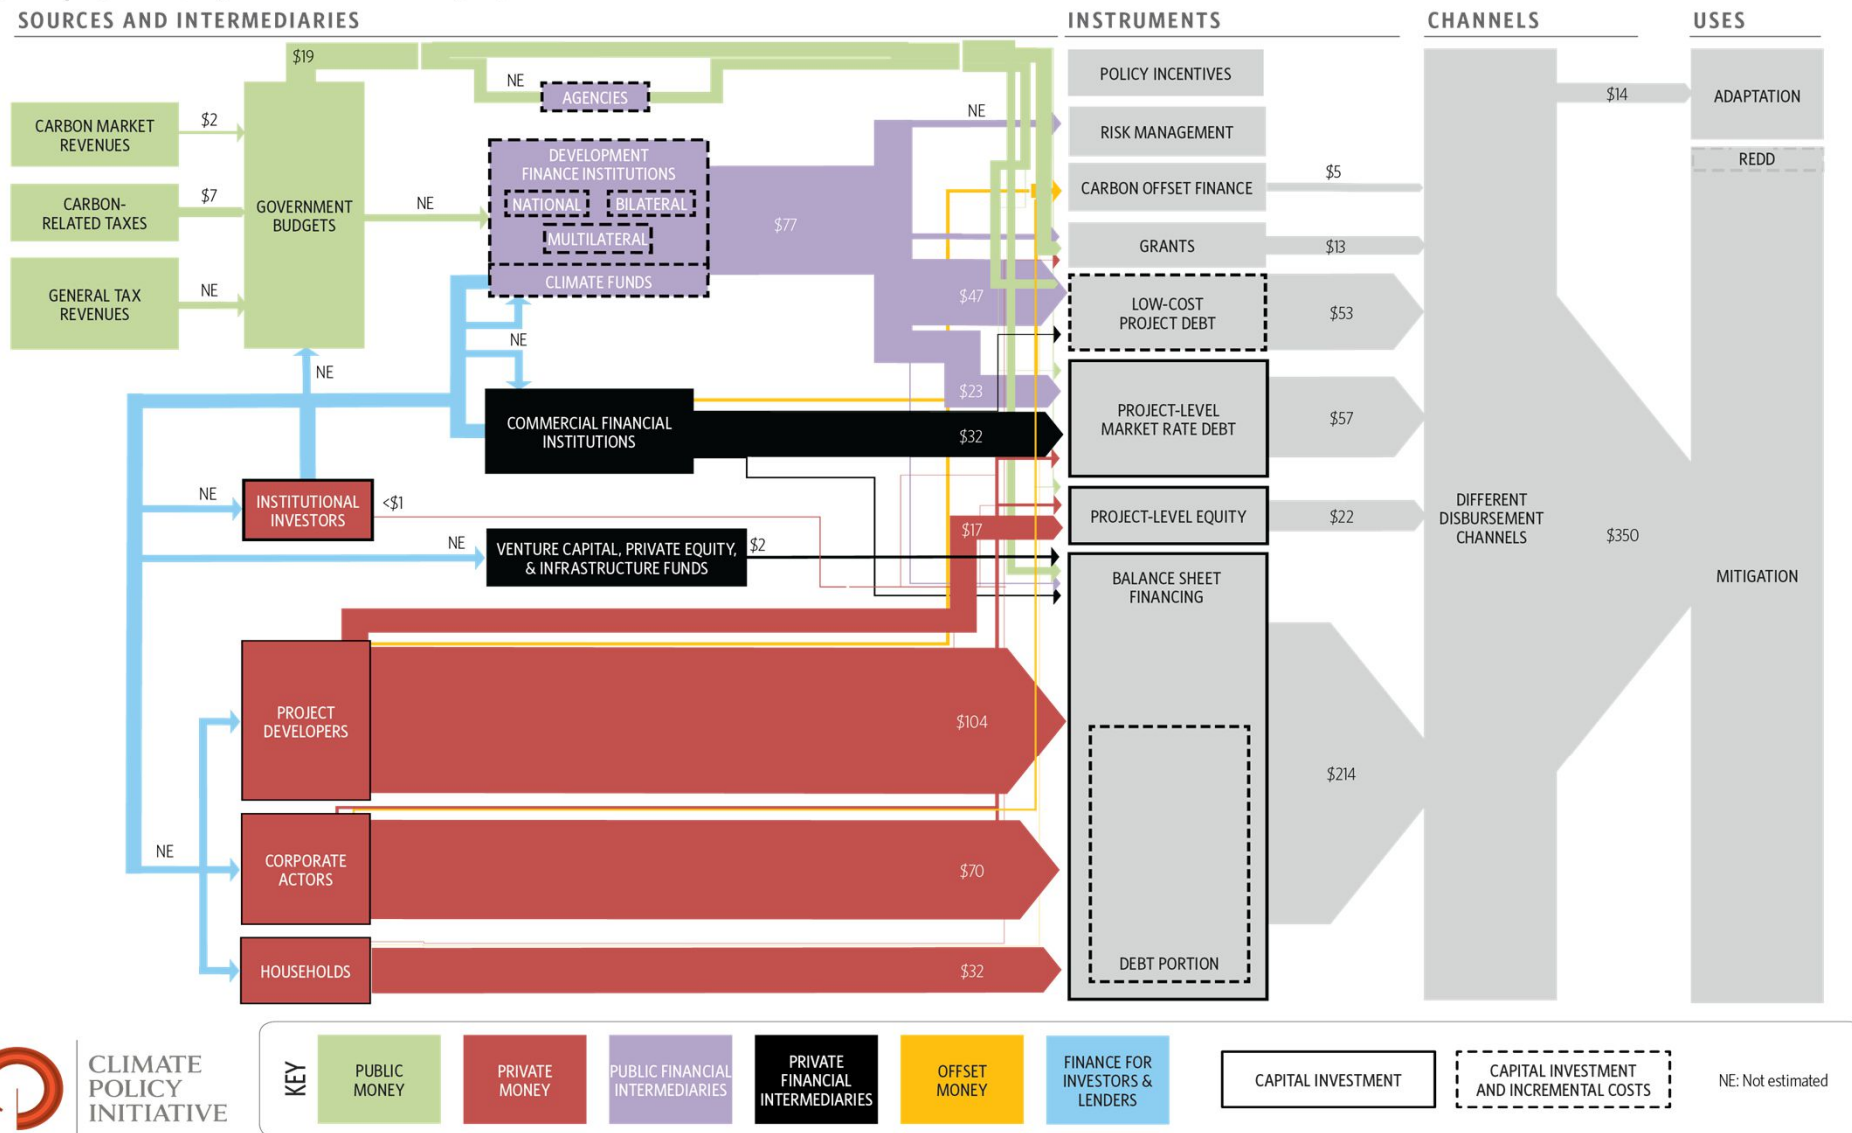 SOURCES AND INTERMEDIARIES
INSTRUMENTS
CHANNELS
USES
$19
NE
AGENCIES
NE
CARBON MARKET
REVENUES
$2
CARBON-
RELATED TAXES
$7
GENERAL TAX
REVENUES
NE
GOVERNMENT
BUDGETS
NE
DEVELOPMENT
FINANCE INSTITUTIONS
NATIONAL
BILATERAL
MULTILATERAL
CLIMATE FUNDS
$77
$47
$23
NE
NE
COMMERCIAL FINANCIAL
INSTITUTIONS
$32
NE
INSTITUTIONAL
INVESTORS
<$1
NE
VENTURE CAPITAL, PRIVATE EQUITY,
& INFRASTRUCTURE FUNDS
$2
$17
PROJECT
DEVELOPERS
$104
NE
CORPORATE
ACTORS
$70
HOUSEHOLDS
$32
POLICY INCENTIVES
RISK MANAGEMENT
CARBON OFFSET FINANCE
$5
GRANTS
$13
LOW-COST
PROJECT DEBT
$53
PROJECT-LEVEL
MARKET RATE DEBT
$57
PROJECT-LEVEL EQUITY
$22
BALANCE SHEET
FINANCING
$214
DEBT PORTION
DIFFERENT
DISBURSEMENT
CHANNELS
$14
$350
ADAPTATION
REDD
MITIGATION
CLIMATE
POLICY
INITIATIVE
KEY
PUBLIC
MONEY
PRIVATE
MONEY
PUBLIC FINANCIAL
INTERMEDIARIES
PRIVATE
FINANCIAL
INTERMEDIARIES
OFFSET
MONEY
FINANCE FOR
INVESTORS &
LENDERS
CAPITAL INVESTMENT
CAPITAL INVESTMENT
AND INCREMENTAL COSTS
NE: Not estimated